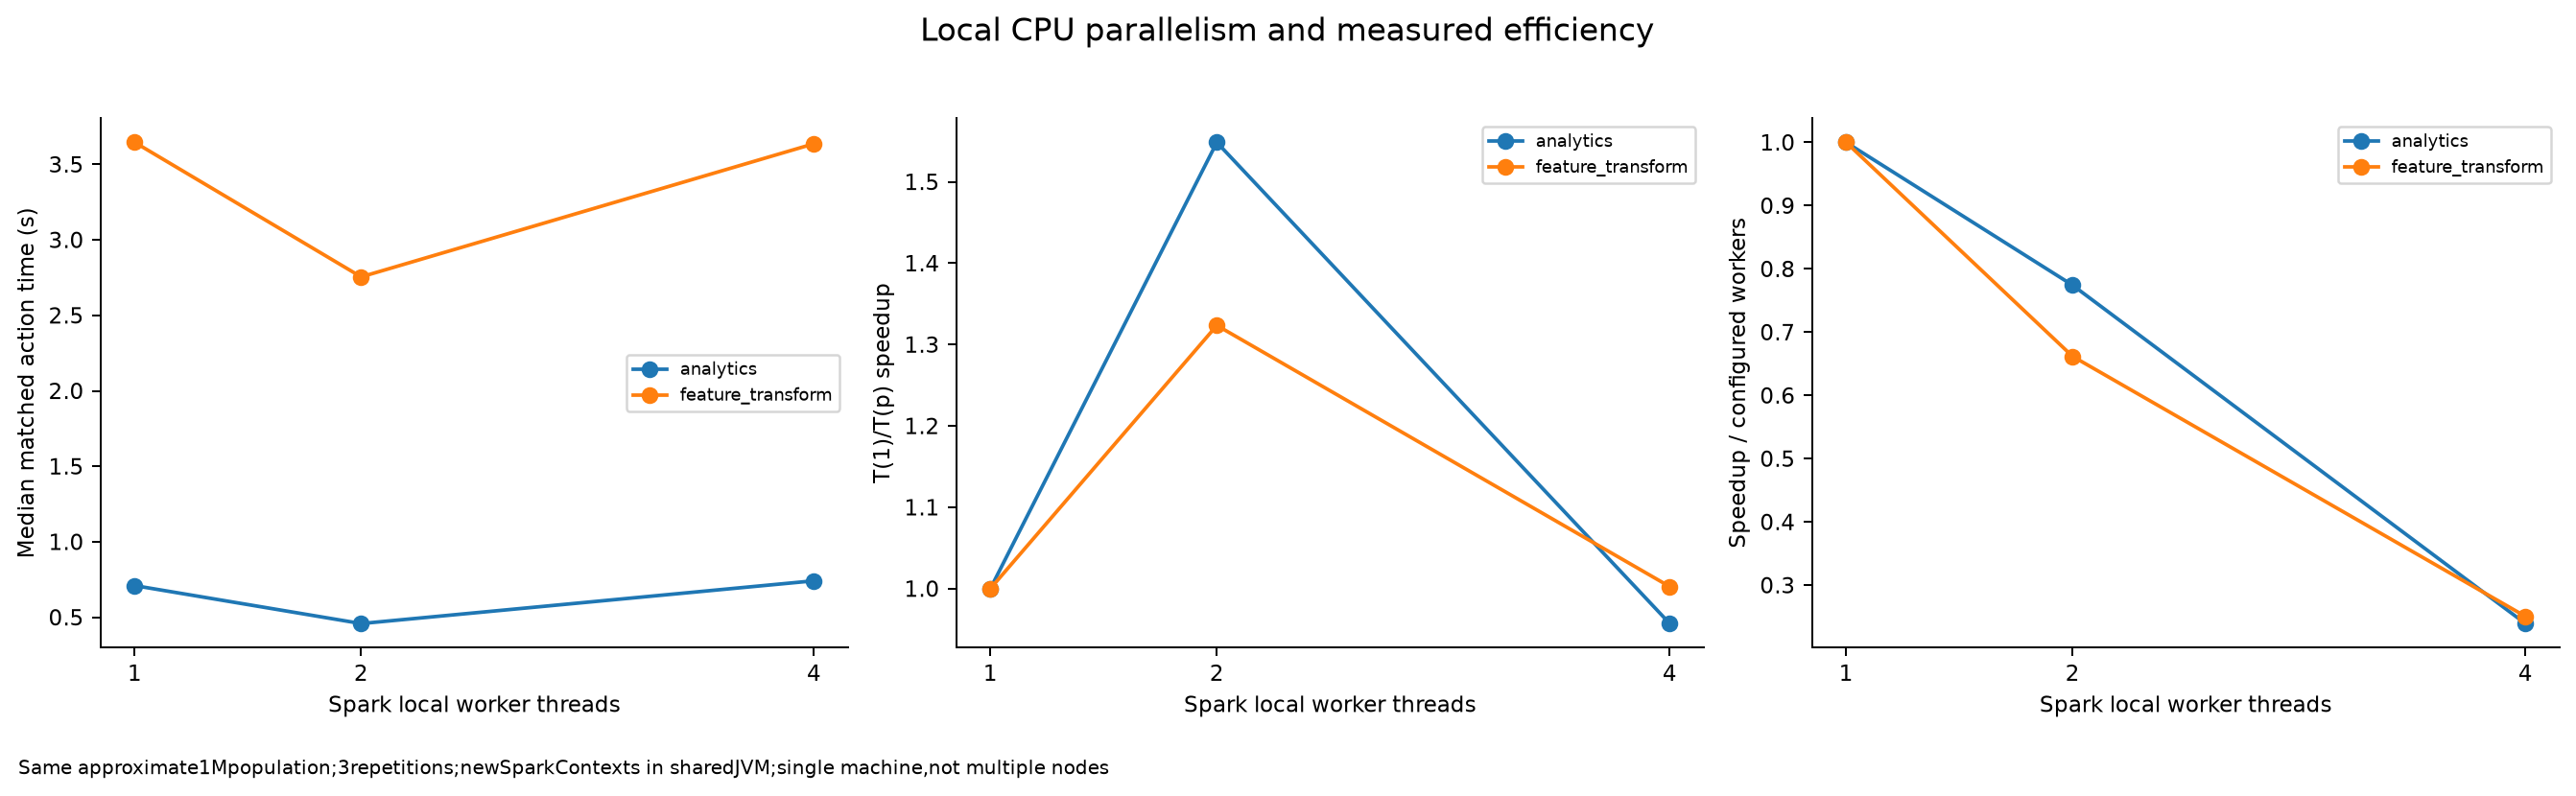 Local CPU parallelism and measured efficiency
Median matched action time (s)
3.5
3.0
2.5
2.0
1.5
1.0
0.5
analytics
feature_transform
1
2
4
Spark local worker threads
T(1)/T(p) speedup
1.5
1.4
1.3
1.2
1.1
1.0
analytics
feature_transform
1
2
4
Spark local worker threads
Speedup / configured workers
1.0
0.9
0.8
0.7
0.6
0.5
0.4
0.3
analytics
feature_transform
1
2
4
Spark local worker threads
Same approximate1Mpopulation;3repetitions;newSparkContexts in sharedJVM;single machine,not multiple nodes